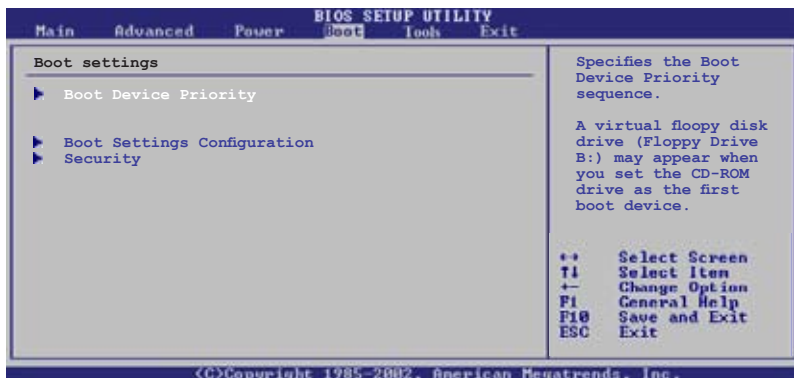 BIOS SETUP UTILITY
Main Advanced Power Boot Tools Exit
Boot settings
Boot Device Priority
Boot Settings Configuration
Security
Specifies the Boot
Device Priority
sequence.
A virtual floopy disk
drive (Floppy Drive
B:) may appear when
you set the CD-ROM
drive as the first
boot device.
↔ Select Screen
↑↓ Select Item
←- Change Option
F1 General Help
F10 Save and Exit
ESC Exit
(C)Copyright 1985-2002, American Megatrends, Inc.